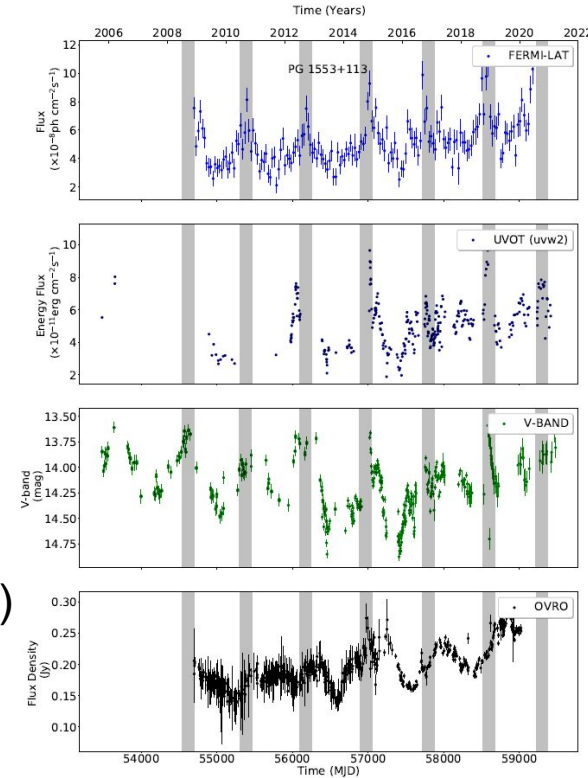 Time (Years)
2006 2008 2010 2012 2014 2016 2018 2020 2022
12
10
8
6
4
2
Flux
(×10⁻⁸ph cm⁻²s⁻¹)
PG 1553+113
FERMI-LAT
10
8
6
4
2
Energy Flux
(×10⁻¹¹erg cm⁻²s⁻¹)
UVOT (uvw2)
13.50
13.75
14.00
14.25
14.50
14.75
V-band
(mag)
V-BAND
)
0.30
0.25
0.20
0.15
0.10
Flux Density
(Jy)
OVRO
54000 55000 56000 57000 58000 59000
Time (MJD)